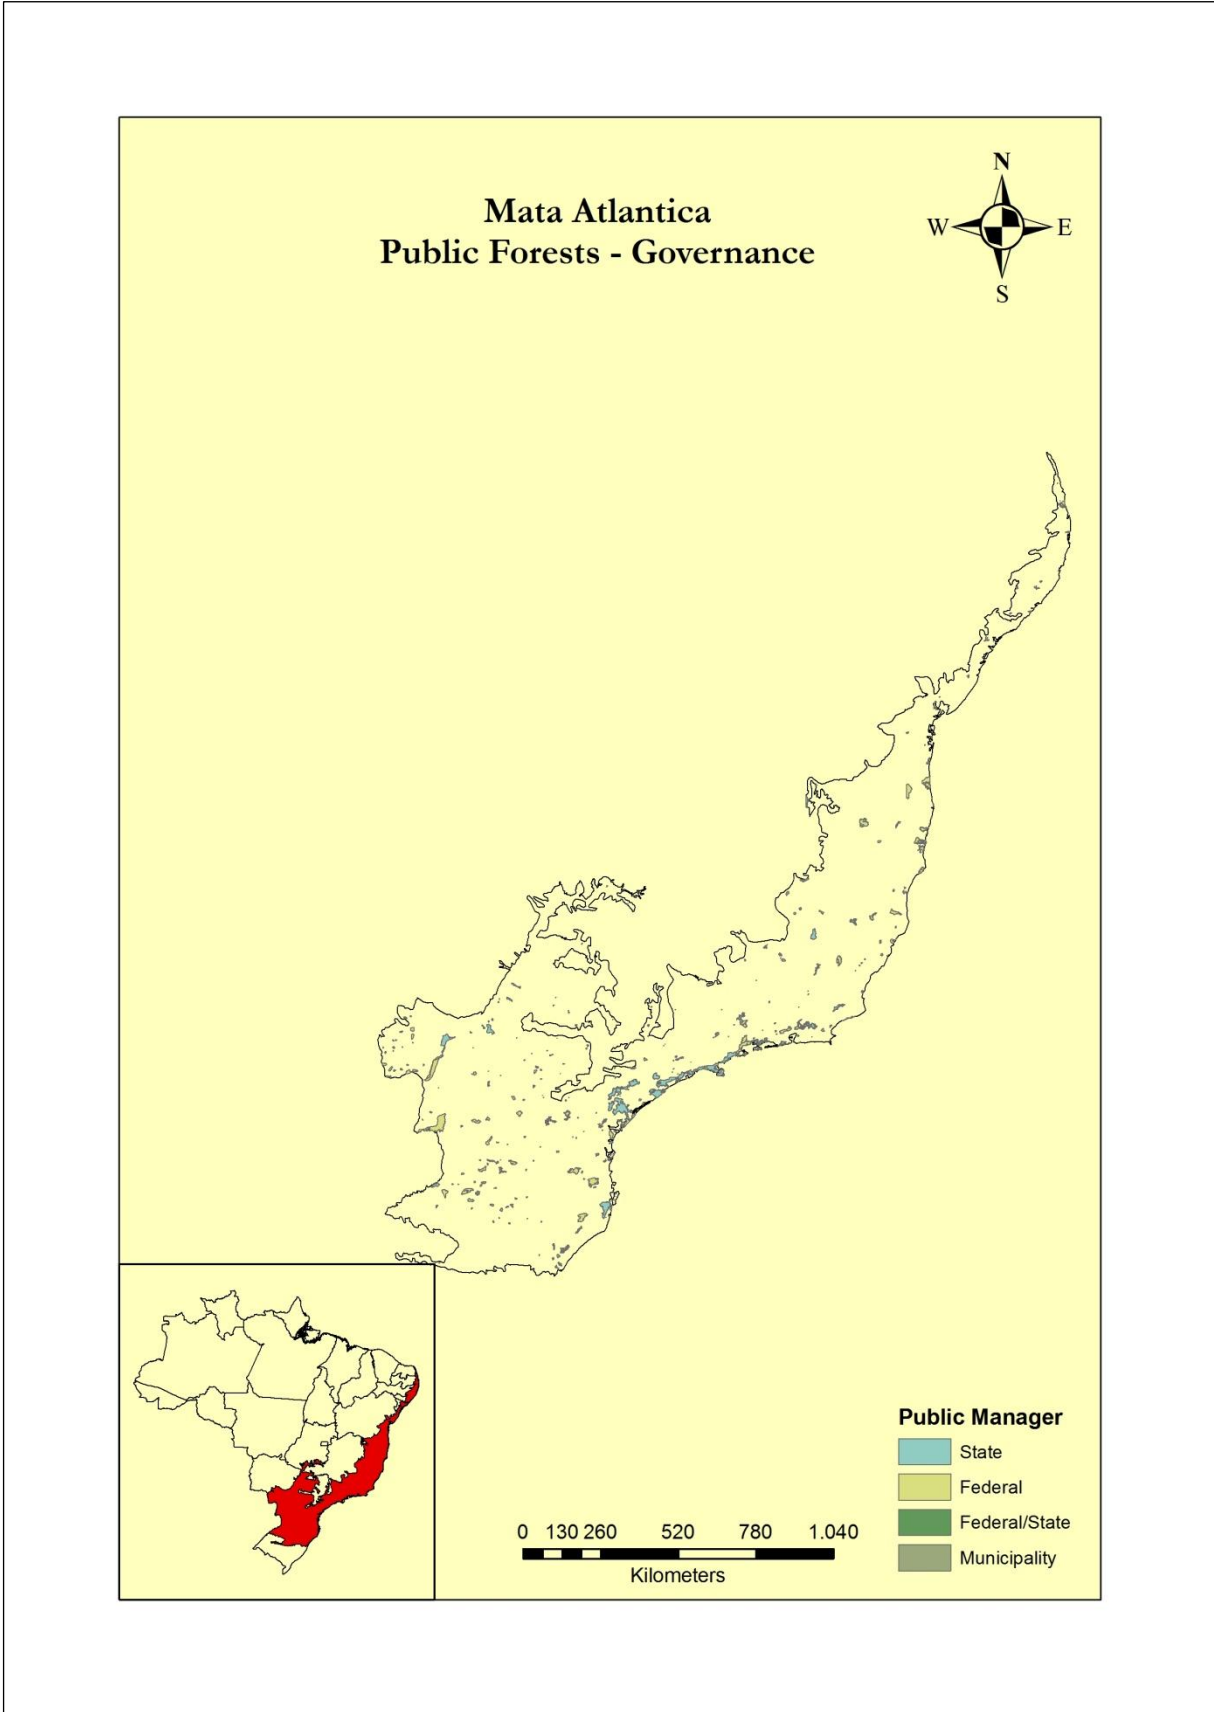 Mata Atlantica
Public Forests - Governance
N
W E
S
Public Manager
State
Federal
Federal/State
Municipality
0 130 260 520 780 1.040
Kilometers